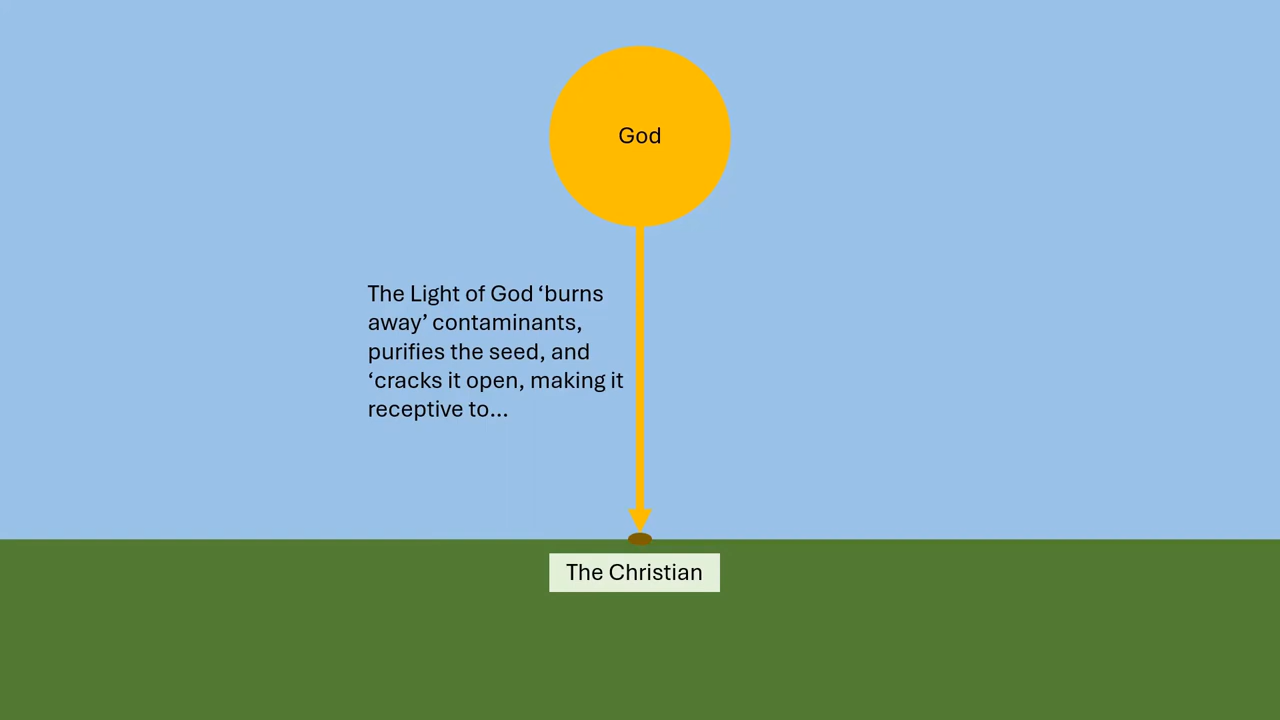 God
The Light of God ‘burns
away’ contaminants,
purifies the seed, and
‘cracks it open, making it
receptive to...
The Christian